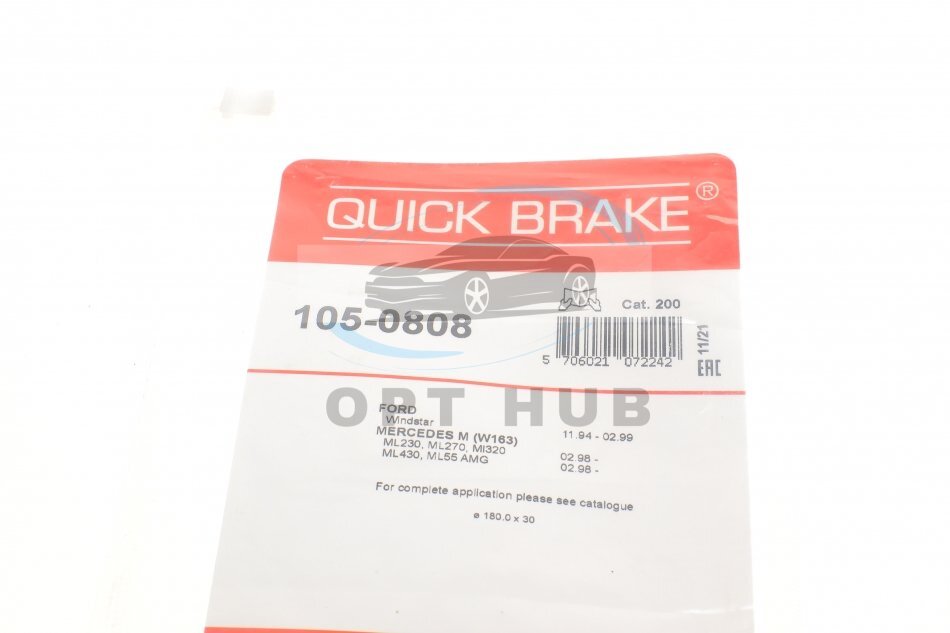 QUICK BRAKE®
105-0808
Cat. 200
5 706021 072242
11/21
EAC
OPT HUB
FORD
Windstar 11.94 - 02.99
MERCEDES M (W163)
ML230, ML270, Ml320 02.98 -
ML430, ML55 AMG 02.98 -
For complete application please see catalogue
ø 180.0 x 30